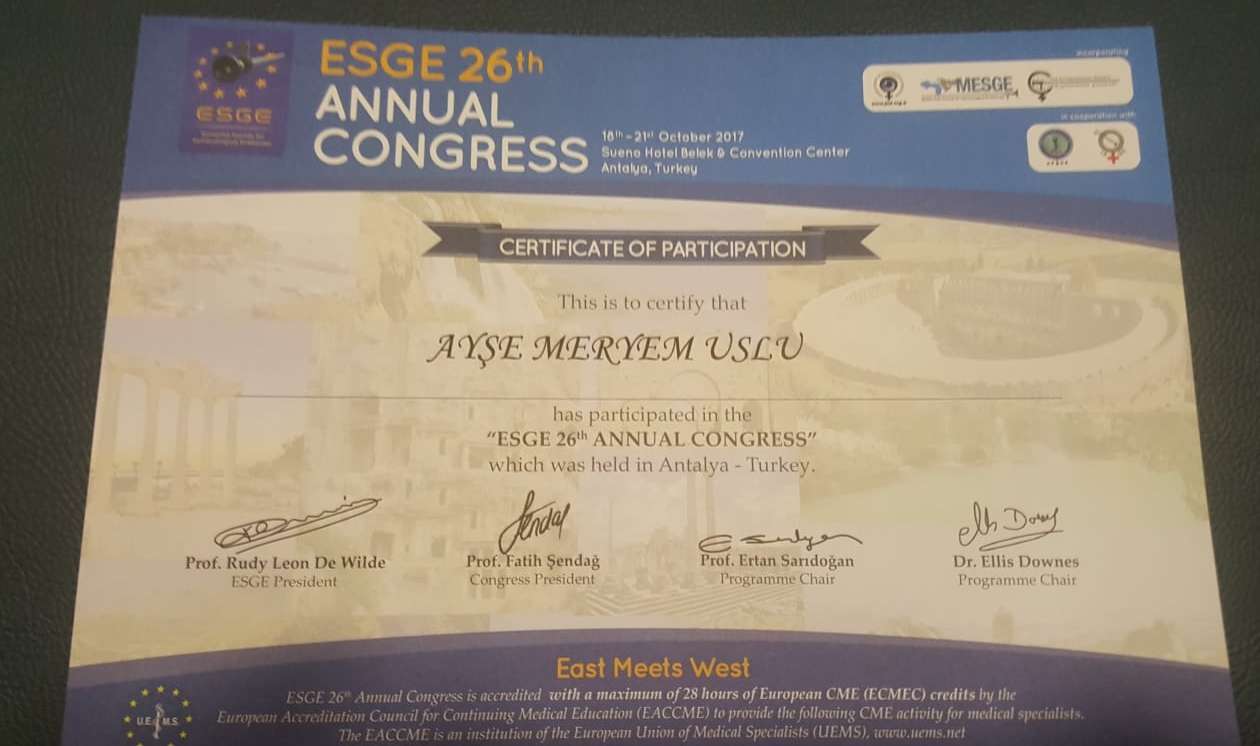 ESGE 26th
ANNUAL
CONGRESS
18th-21st October 2017
Sueno Hotel Belek & Convention Center
Antalya, Turkey
ESGE
incorporating
MESGE
in cooperation with
CERTIFICATE OF PARTICIPATION
This is to certify that
AYŞE MERYEM USLU
has participated in the
"ESGE 26th ANNUAL CONGRESS"
which was held in Antalya - Turkey.
Prof. Rudy Leon De Wilde
ESGE President
Prof. Fatih Şendağ
Congress President
Prof. Ertan Sarıdoğan
Programme Chair
Dr. Ellis Downes
Programme Chair
East Meets West
U.E.M.S.
ESGE 26th Annual Congress is accredited with a maximum of 28 hours of European CME (ECMEC) credits by the
European Accreditation Council for Continuing Medical Education (EACCME) to provide the following CME activity for medical specialists.
The EACCME is an institution of the European Union of Medical Specialists (UEMS), www.uems.net